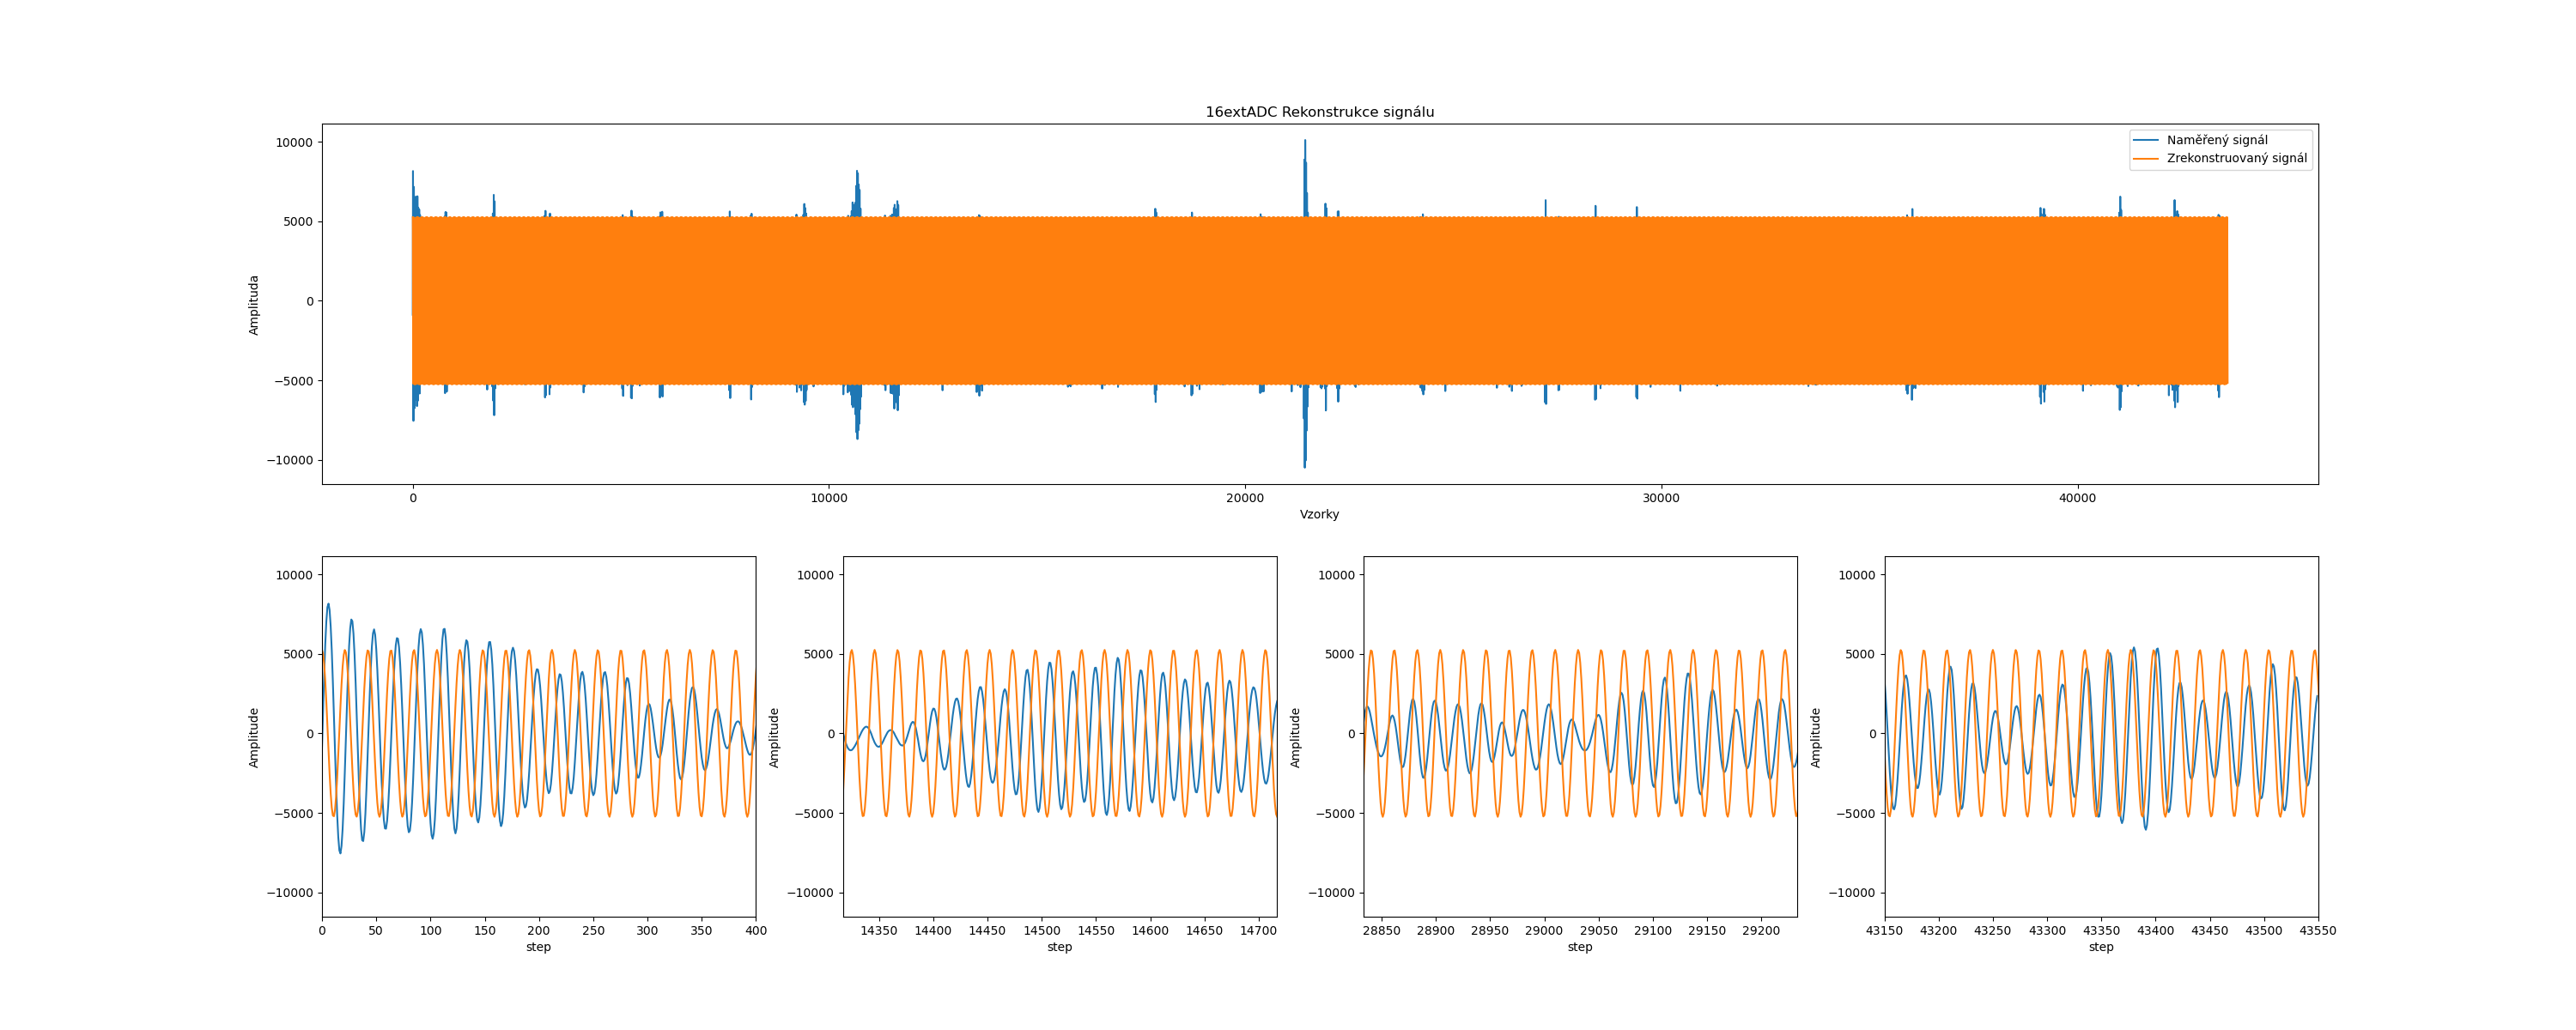 16extADC Rekonstrukce signálu
Naměřený signál
Zrekonstruovaný signál
Amplituda
10000
5000
0
−5000
−10000
0 10000 20000 30000 40000
Vzorky
Amplitude
10000
5000
0
−5000
−10000
0 50 100 150 200 250 300 350 400
step
Amplitude
10000
5000
0
−5000
−10000
14350 14400 14450 14500 14550 14600 14650 14700
step
Amplitude
10000
5000
0
−5000
−10000
28850 28900 28950 29000 29050 29100 29150 29200
step
Amplitude
10000
5000
0
−5000
−10000
43150 43200 43250 43300 43350 43400 43450 43500 43550
step